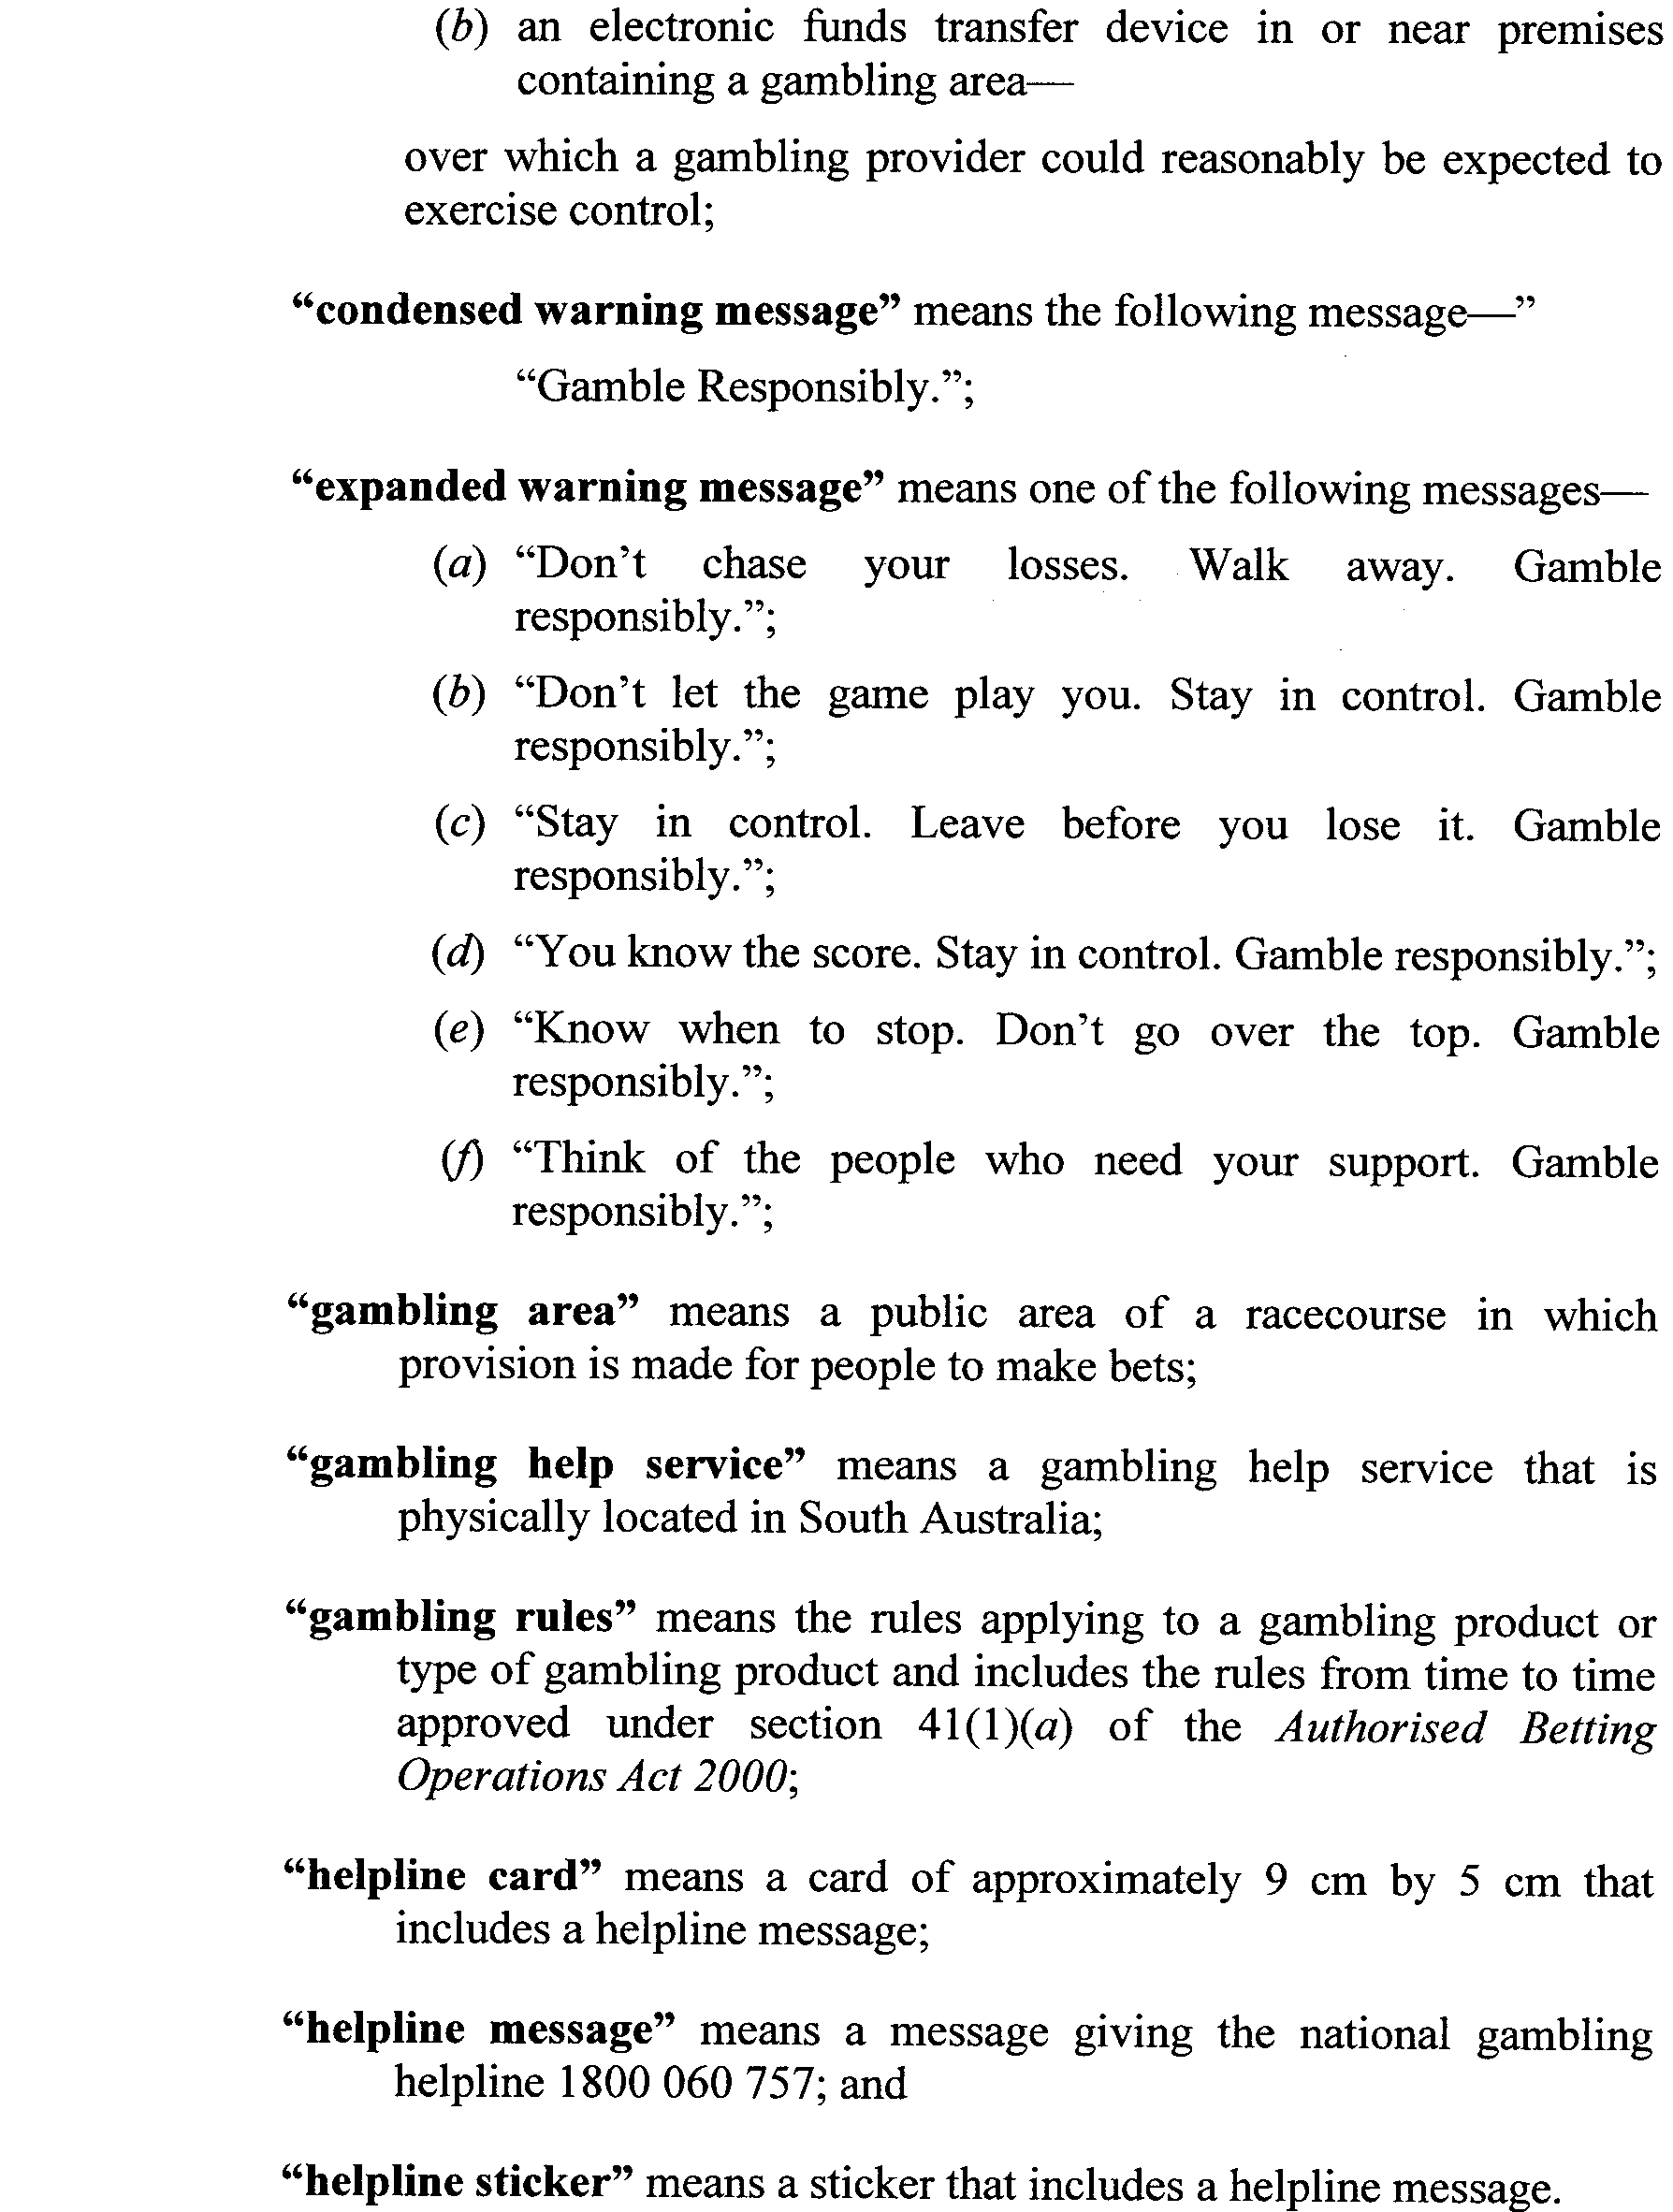 (b) an electronic funds transfer device in or near premises
containing a gambling area—
over which a gambling provider could reasonably be expected to
exercise control;
“condensed warning message” means the following message—”
“Gamble Responsibly.”;
“expanded warning message” means one of the following messages—
(a) “Don’t chase your losses. Walk away. Gamble
responsibly.”;
(b) “Don’t let the game play you. Stay in control. Gamble
responsibly.”;
(c) “Stay in control. Leave before you lose it. Gamble
responsibly.”;
(d) “You know the score. Stay in control. Gamble responsibly.”;
(e) “Know when to stop. Don’t go over the top. Gamble
responsibly.”;
(f) “Think of the people who need your support. Gamble
responsibly.”;
“gambling area” means a public area of a racecourse in which
provision is made for people to make bets;
“gambling help service” means a gambling help service that is
physically located in South Australia;
“gambling rules” means the rules applying to a gambling product or
type of gambling product and includes the rules from time to time
approved under section 41(1)(a) of the Authorised Betting
Operations Act 2000;
“helpline card” means a card of approximately 9 cm by 5 cm that
includes a helpline message;
“helpline message” means a message giving the national gambling
helpline 1800 060 757; and
“helpline sticker” means a sticker that includes a helpline message.